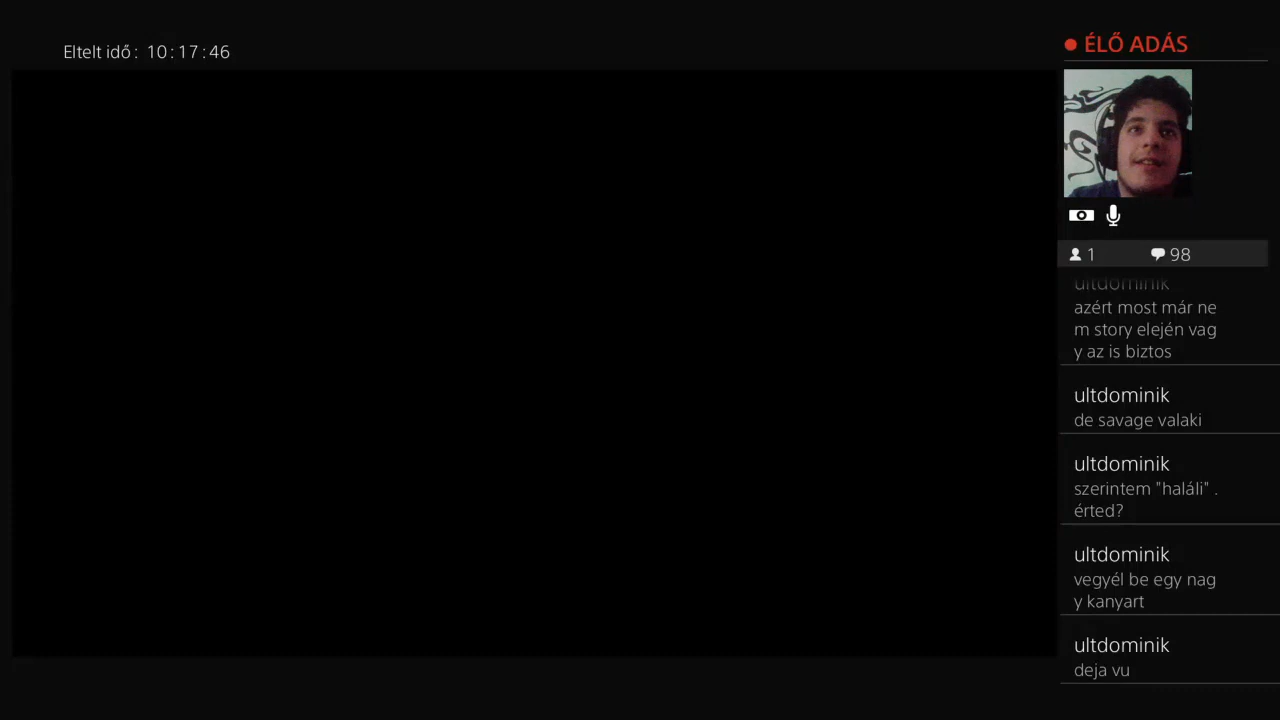 Eltelt idő: 10:17:46
ÉLŐ ADÁS
1 98
ultdominik
azért most már ne
m story elején vag
y az is biztos
ultdominik
de savage valaki
ultdominik
szerintem "haláli" .
érted?
ultdominik
vegyél be egy nag
y kanyart
ultdominik
deja vu